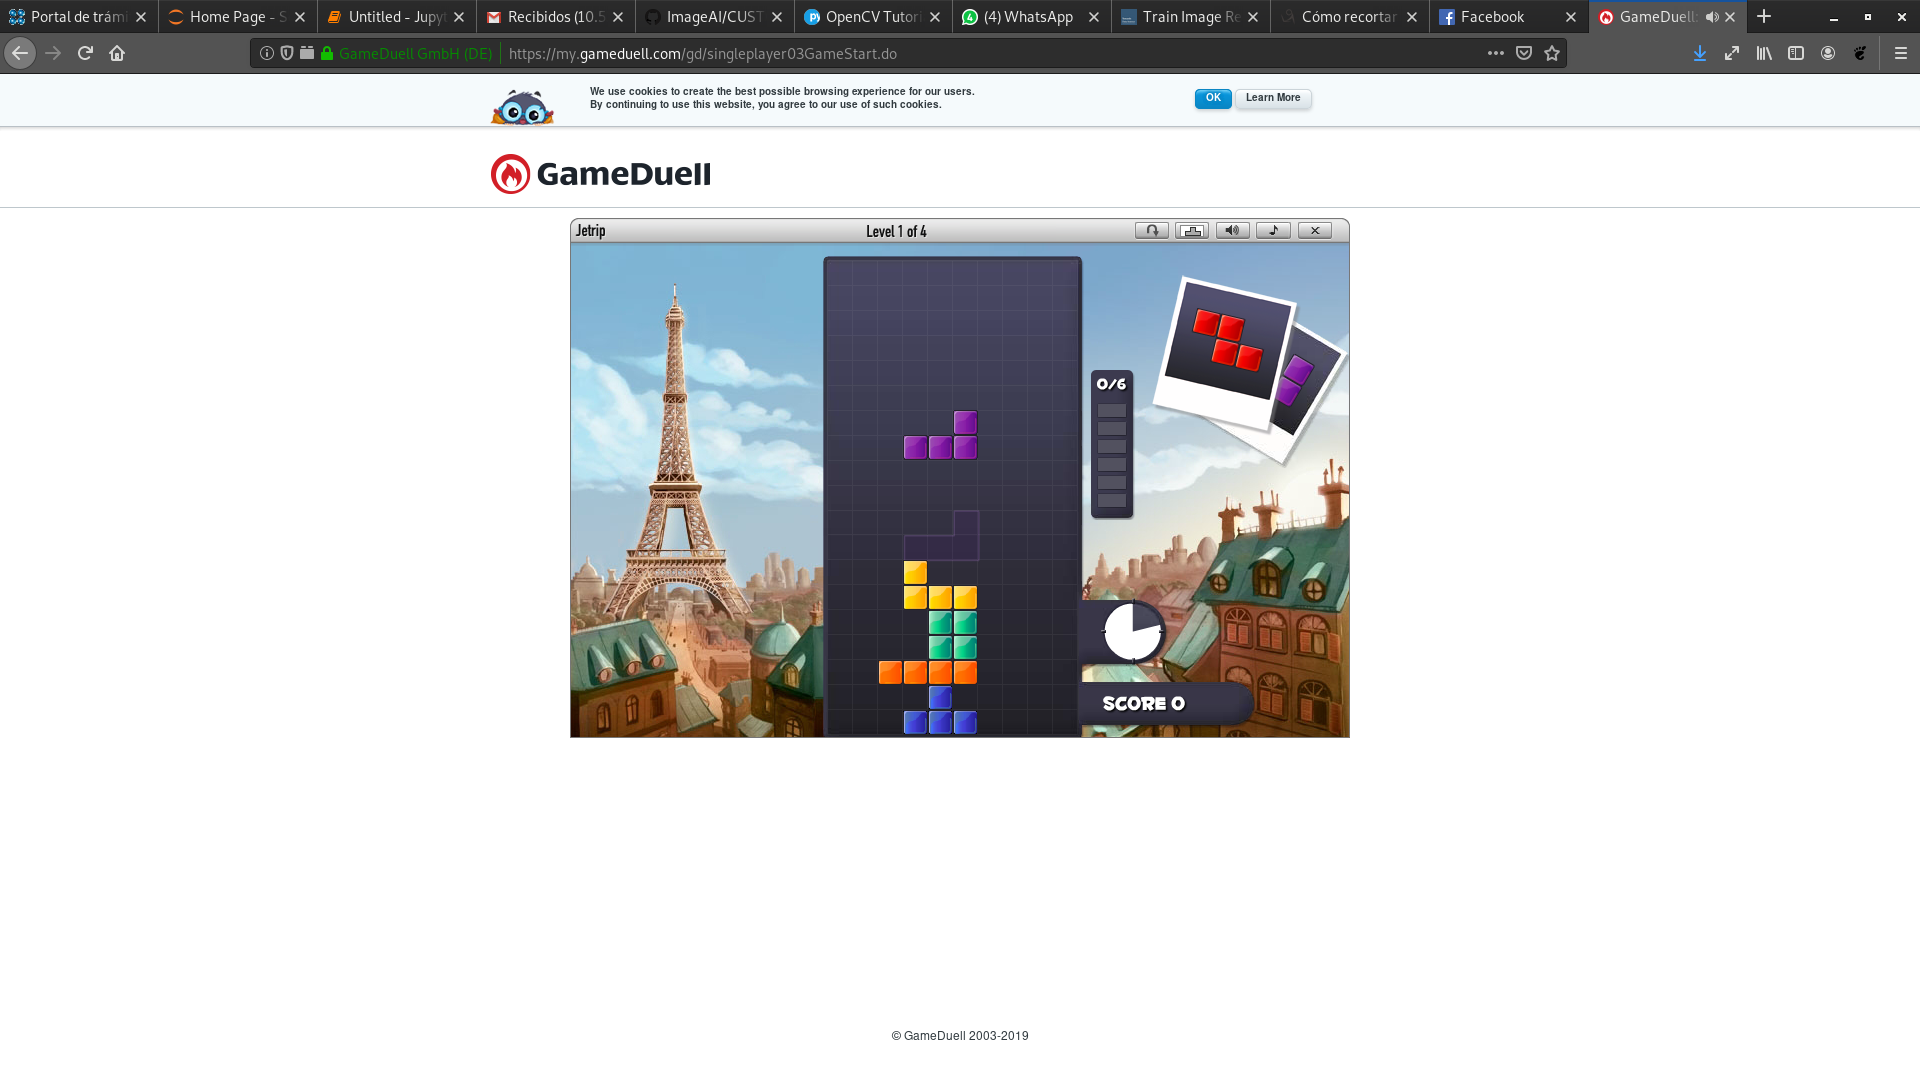 Portal de trámi
Home Page - S
Untitled - Jupyt
Recibidos (10.5
ImageAI/CUST
OpenCV Tutori
(4) WhatsApp
Train Image Re
Cómo recortar
Facebook
GameDuell:
GameDuell GmbH (DE)
https://my.gameduell.com/gd/singleplayer03GameStart.do
We use cookies to create the best possible browsing experience for our users.
By continuing to use this website, you agree to our use of such cookies.
OK
Learn More
GameDuell
Jetrip
Level 1 of 4
0/6
SCORE 0
© GameDuell 2003-2019